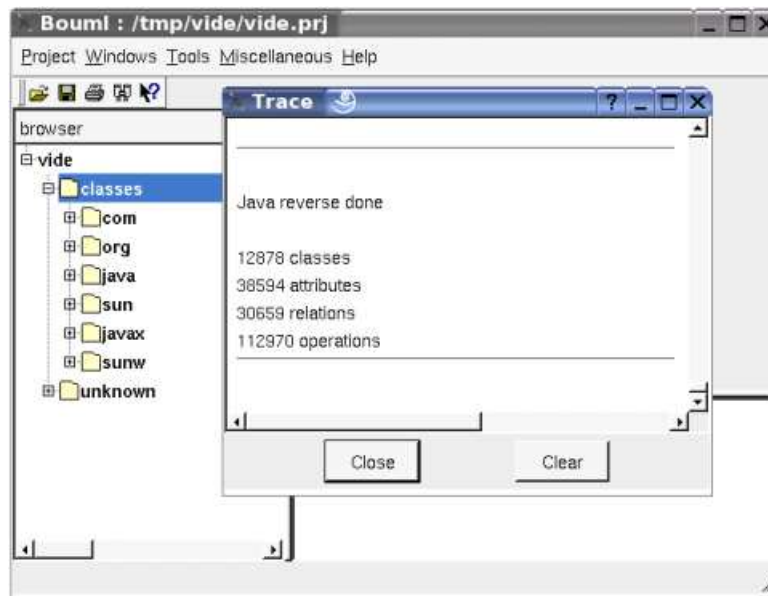 Bouml : /tmp/vide/vide.prj
Project Windows Tools Miscellaneous Help
browser
vide
classes
com
org
java
sun
javax
sunw
unknown
Trace
Java reverse done
12878 classes
38594 attributes
30659 relations
112970 operations
Close
Clear